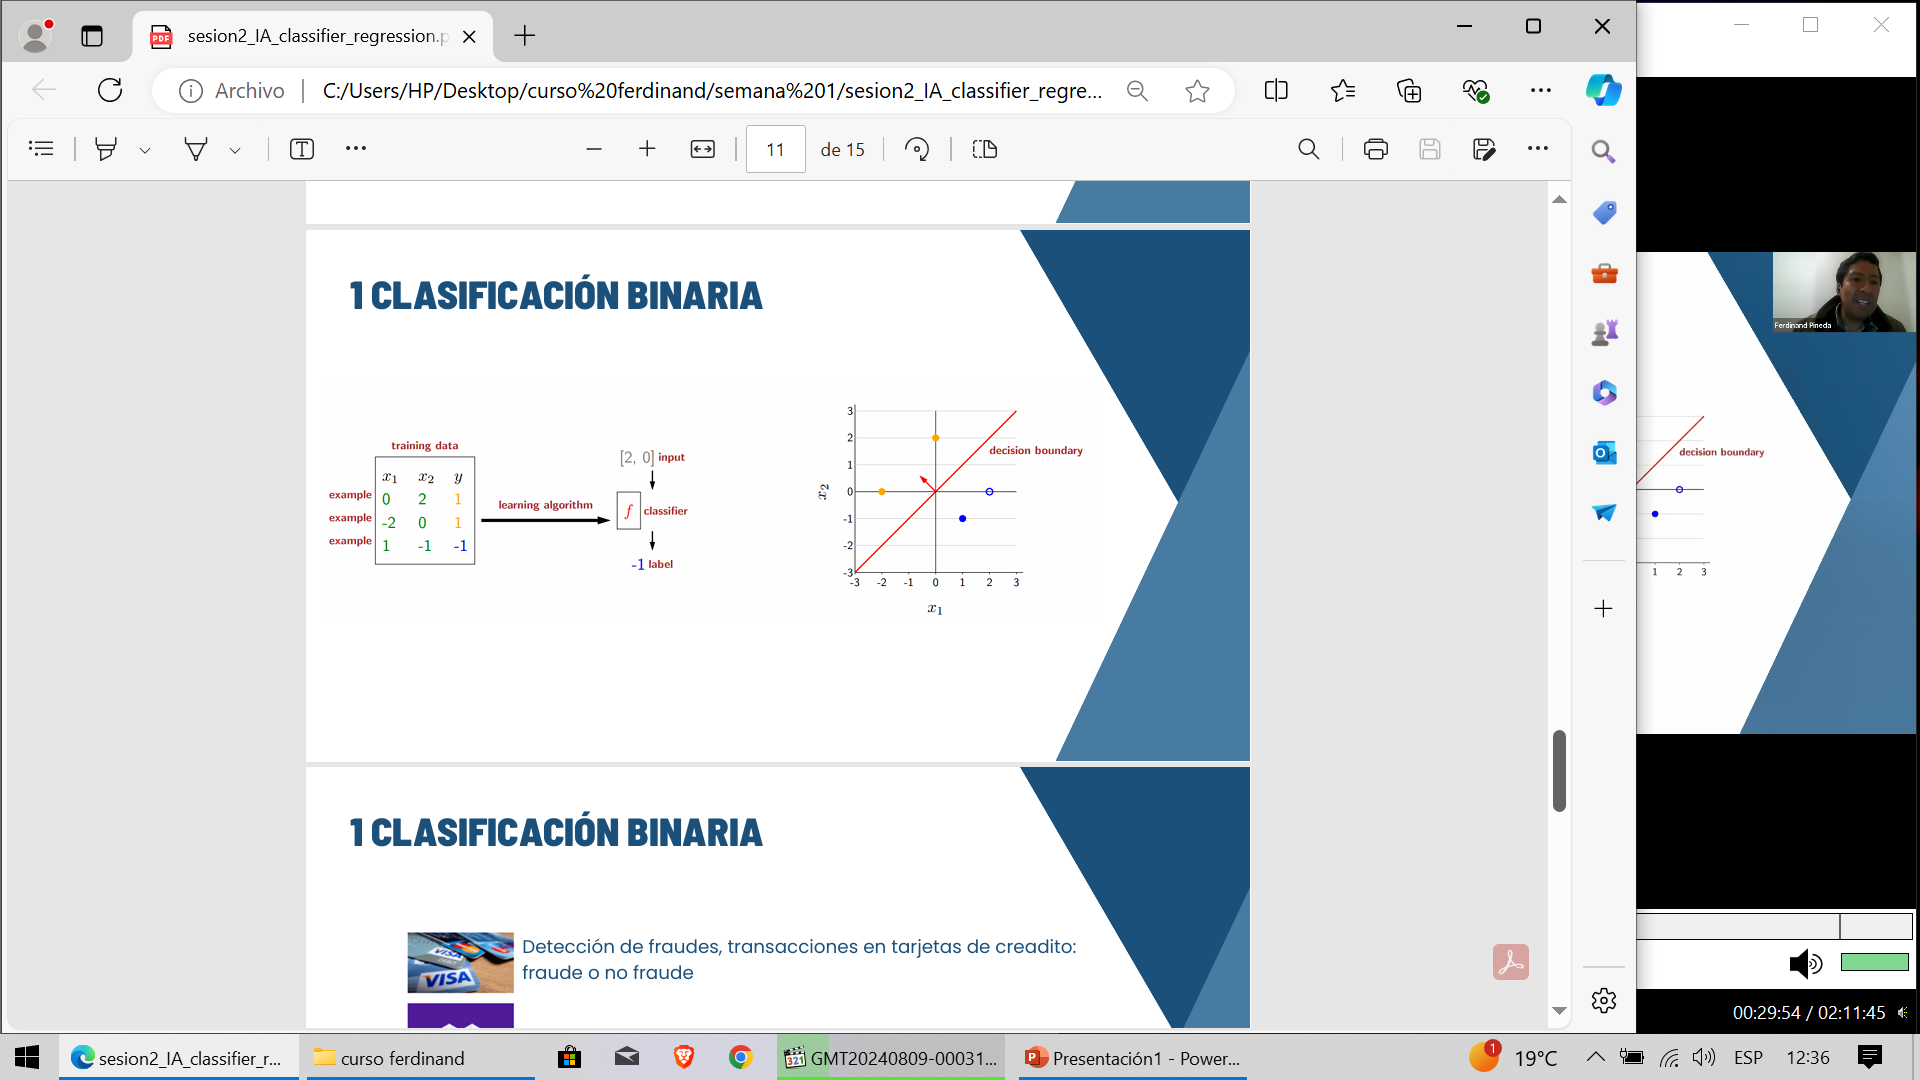 sesion2_IA_classifier_regression.p
Archivo
C:/Users/HP/Desktop/curso%20ferdinand/semana%201/sesion2_IA_classifier_regre...
11 de 15
1 CLASIFICACIÓN BINARIA
training data
x1 x2 y
example 0 2 1
example -2 0 1
example 1 -1 -1
learning algorithm
[2, 0] input
f classifier
-1 label
3
2
1
0
-1
-2
-3
x2
-3 -2 -1 0 1 2 3
x1
decision boundary
1 CLASIFICACIÓN BINARIA
VISA
VISA
Detección de fraudes, transacciones en tarjetas de creadito:
fraude o no fraude
Ferdinand Pineda
decision boundary
1 2 3
00:29:54 / 02:11:45
sesion2_IA_classifier_r...
curso ferdinand
321
GMT20240809-00031...
Presentación1 - Power...
1
19°C
ESP
12:36